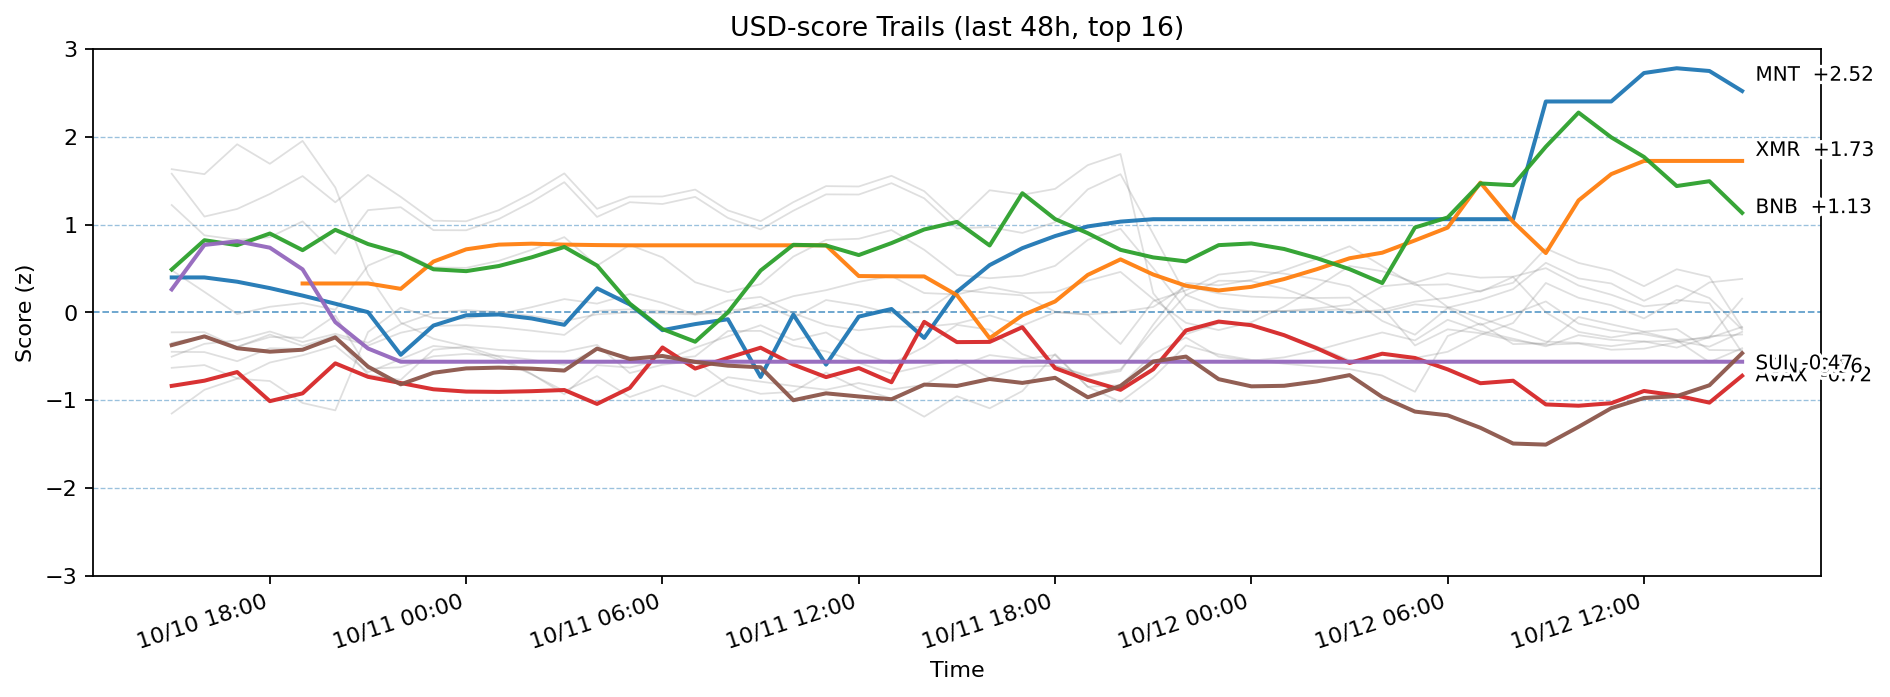 USD-score Trails (last 48h, top 16)
3
2
1
0
−1
−2
−3
Score (z)
MNT +2.52
XMR +1.73
BNB +1.13
AVAX -0.72
10/10 18:00
10/11 00:00
10/11 06:00
10/11 12:00
10/11 18:00
10/12 00:00
10/12 06:00
10/12 12:00
Time